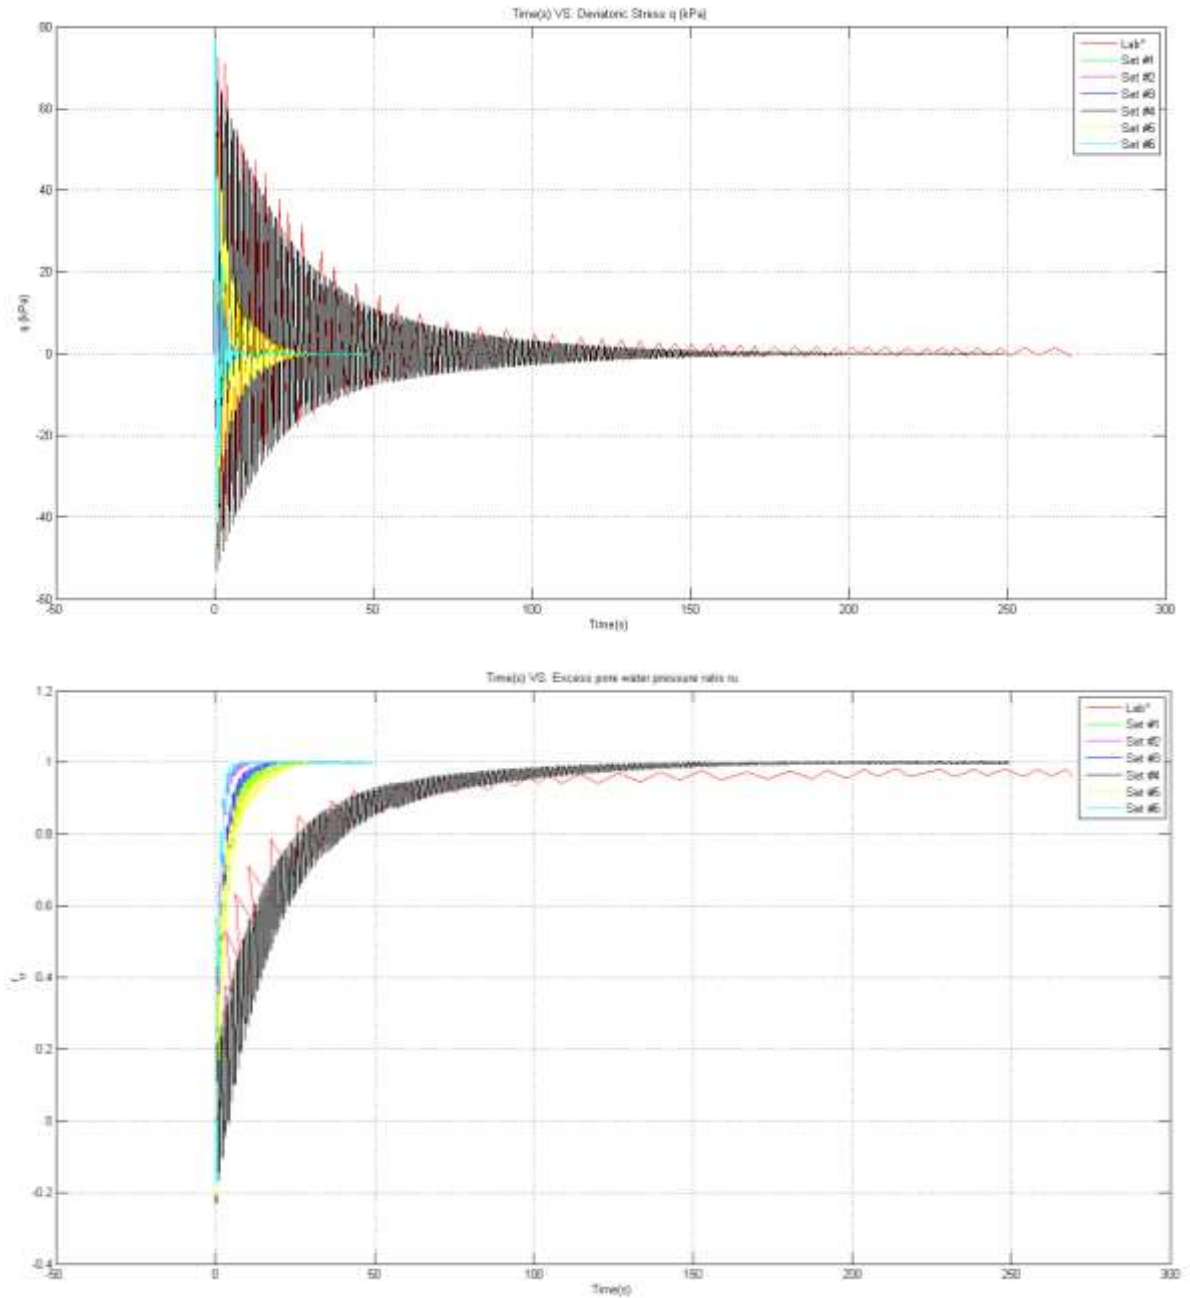 Time(s) VS. Deviatoric Stress q (kPa)
80
60
40
20
0
-20
-40
-60
q (kPa)
-50
0
50
100
150
200
250
300
Time(s)
Lab*
Set #1
Set #2
Set #3
Set #4
Set #5
Set #6
Time(s) VS. Excess pore water pressure ratio ru
1.2
1
0.8
0.6
0.4
0.2
0
-0.2
-0.4
r_u
-50
0
50
100
150
200
250
300
Time(s)
Lab*
Set #1
Set #2
Set #3
Set #4
Set #5
Set #6